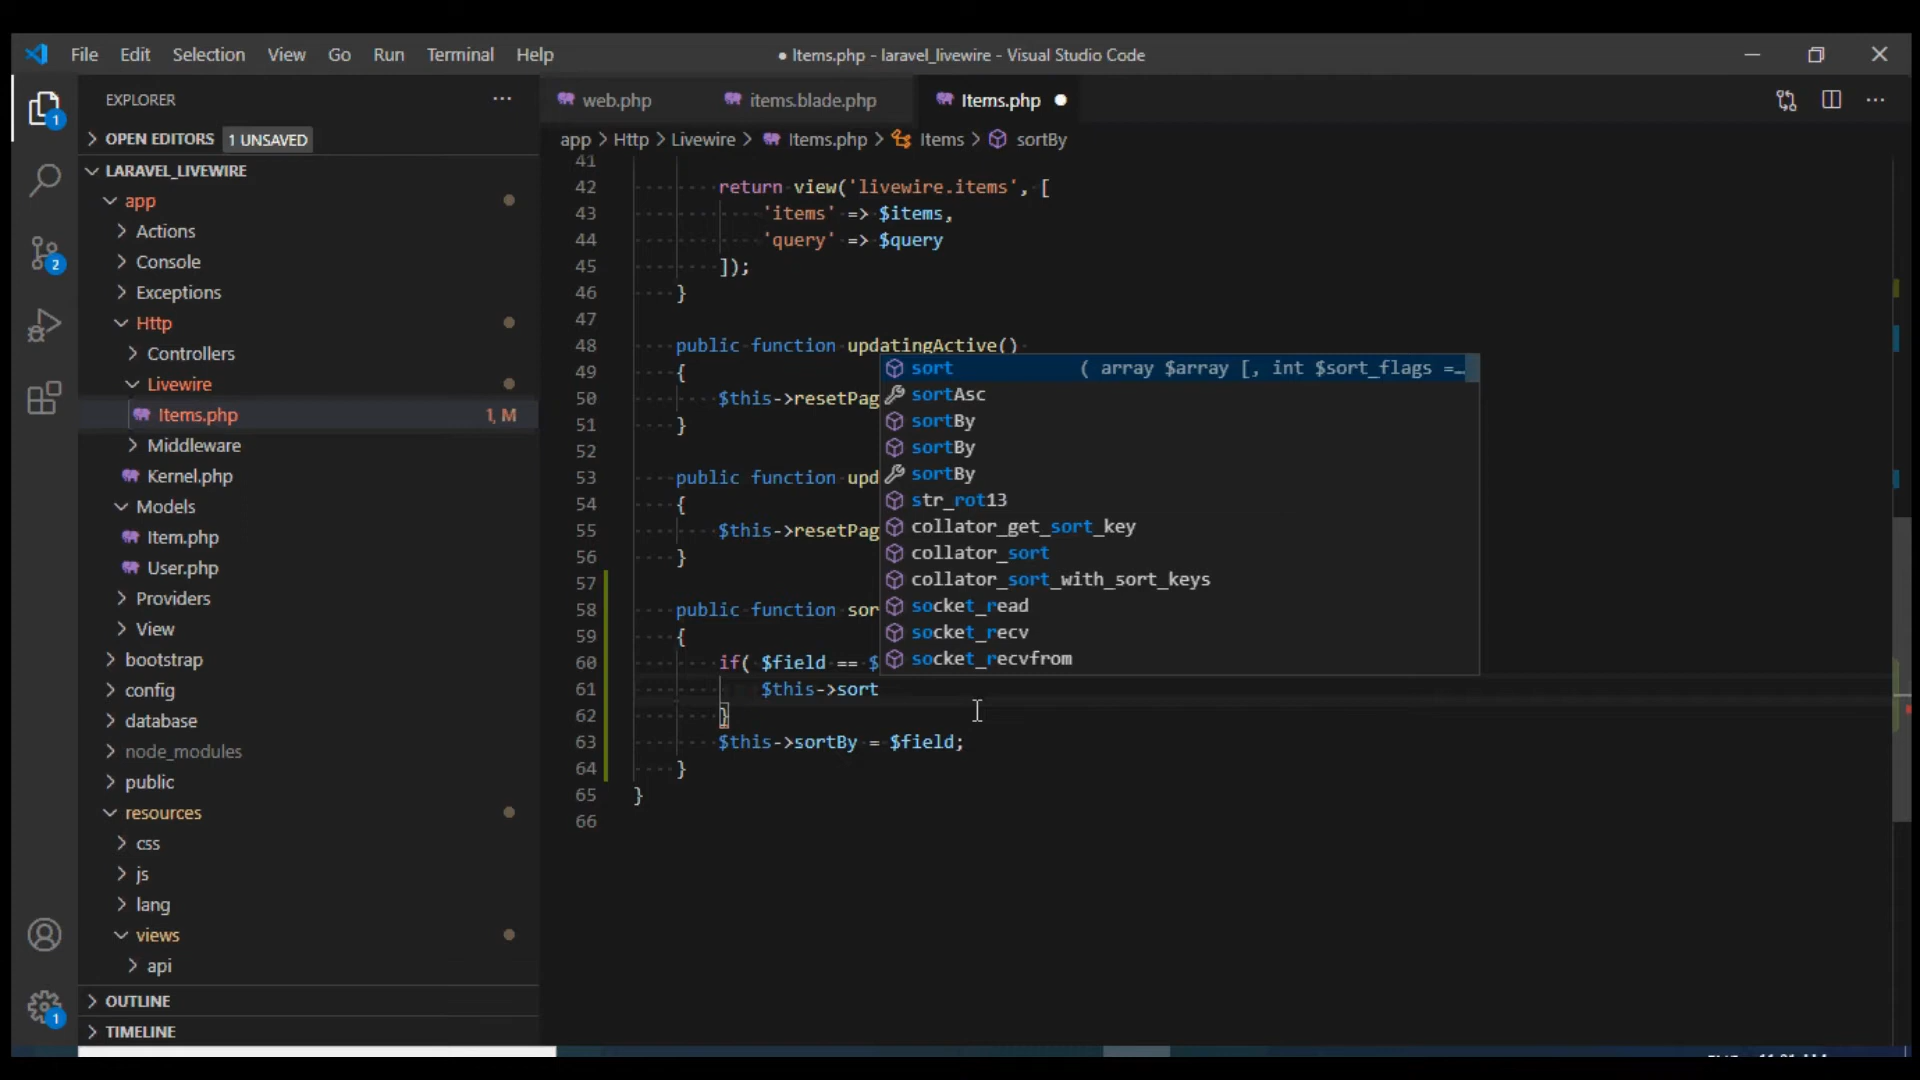 File Edit Selection View Go Run Terminal Help
● Items.php - laravel_livewire - Visual Studio Code
EXPLORER
web.php
items.blade.php
Items.php
OPEN EDITORS 1 UNSAVED
app > Http > Livewire > Items.php > Items > sortBy
LARAVEL_LIVEWIRE
app
Actions
Console
Exceptions
Http
Controllers
Livewire
Items.php 1, M
Middleware
Kernel.php
Models
Item.php
User.php
Providers
View
bootstrap
config
database
node_modules
public
resources
css
js
lang
views
api
OUTLINE
TIMELINE
1
2
1
41
42 return view('livewire.items', [
43 'items' => $items,
44 'query' => $query
45 ]);
46 }
47
48 public function updatingActive()
49 {
50 $this->resetPag
51 }
52
53 public function upd
54 {
55 $this->resetPag
56 }
57
58 public function sor
59 {
60 if( $field == $
61 $this->sort
62 }
63 $this->sortBy = $field;
64 }
65 }
66
sort ( array $array [, int $sort_flags =…
sortAsc
sortBy
sortBy
sortBy
str_rot13
collator_get_sort_key
collator_sort
collator_sort_with_sort_keys
socket_read
socket_recv
socket_recvfrom